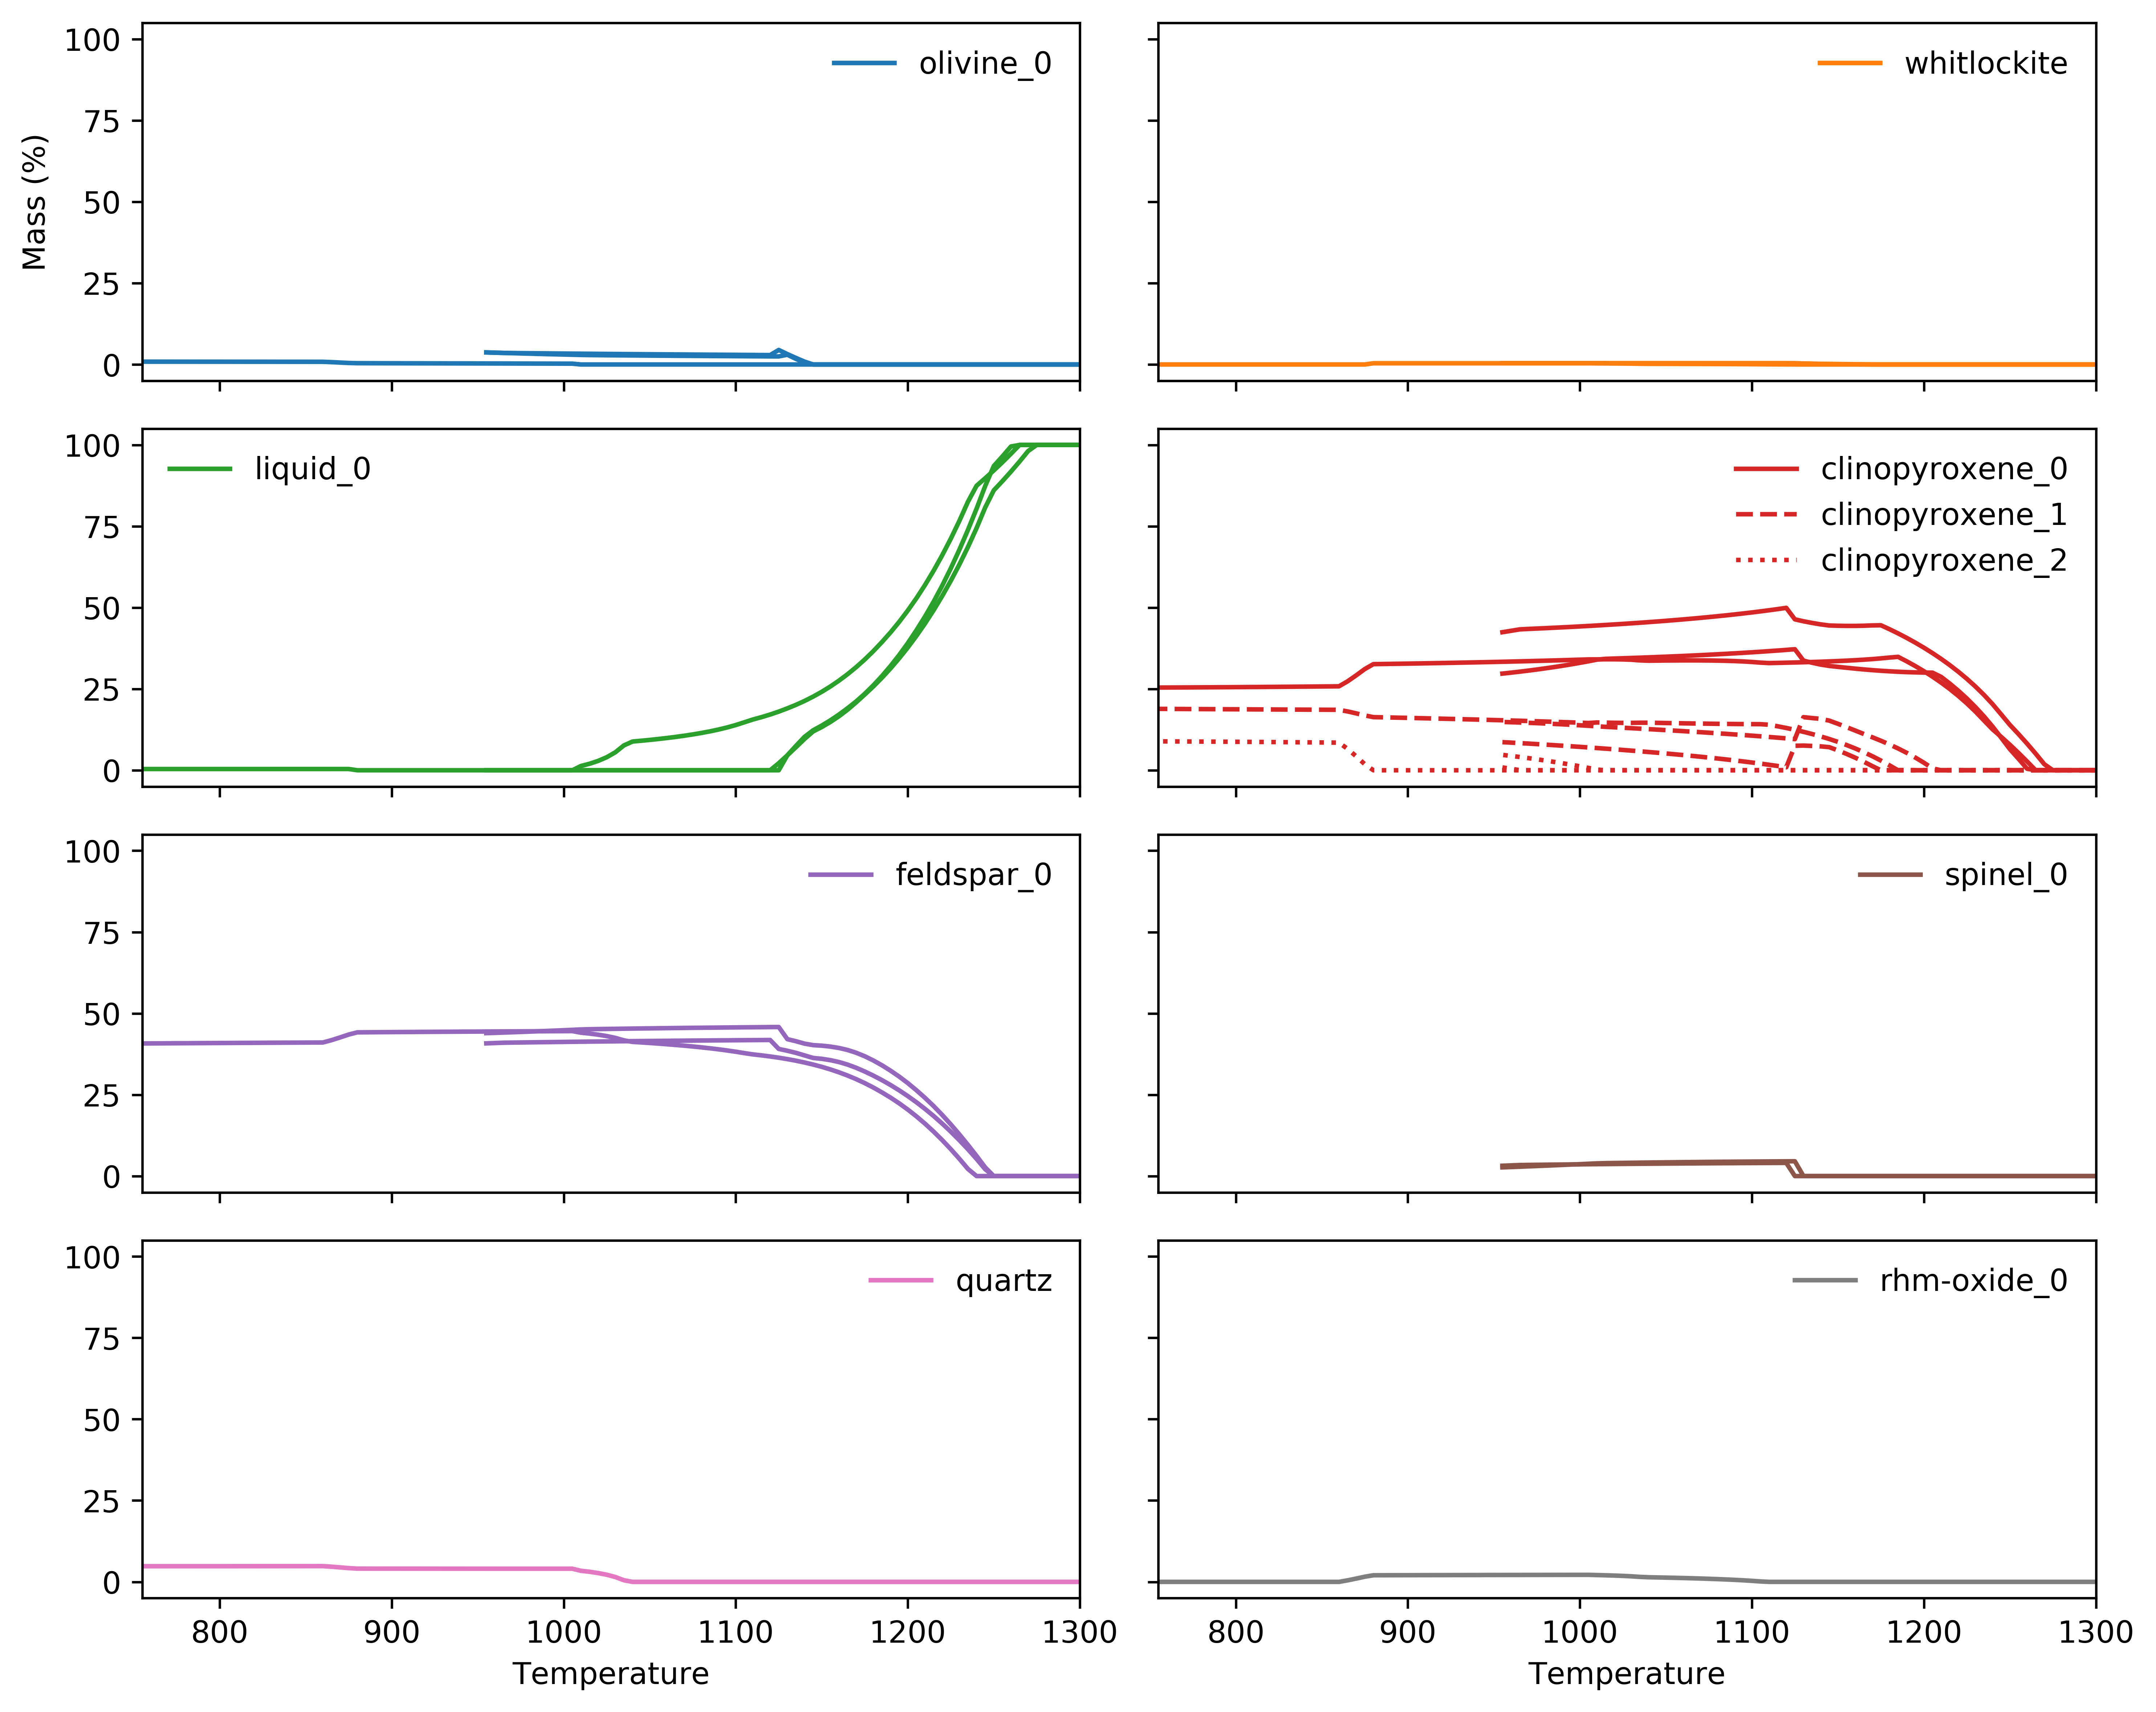 Mass (%)
100
75
50
25
0
olivine_0
whitlockite
100
75
50
25
0
liquid_0
clinopyroxene_0
clinopyroxene_1
clinopyroxene_2
100
75
50
25
0
feldspar_0
spinel_0
100
75
50
25
0
quartz
rhm-oxide_0
800 900 1000 1100 1200 1300
Temperature
800 900 1000 1100 1200 1300
Temperature